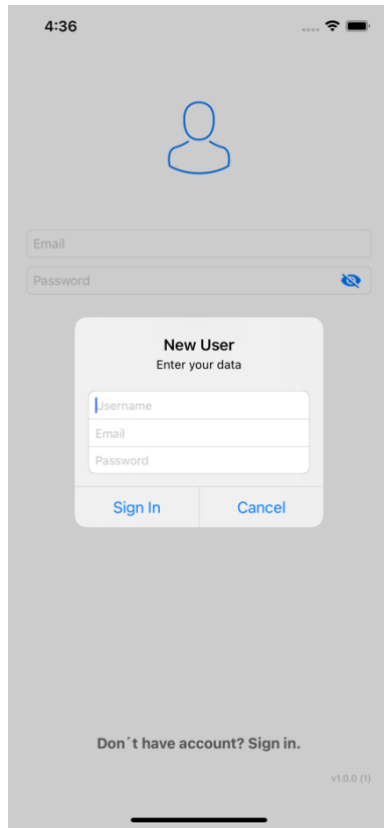 4:36
Email
Password
New User
Enter your data
Username
Email
Password
Sign In Cancel
Don´t have account? Sign in.
v1.0.0 (1)